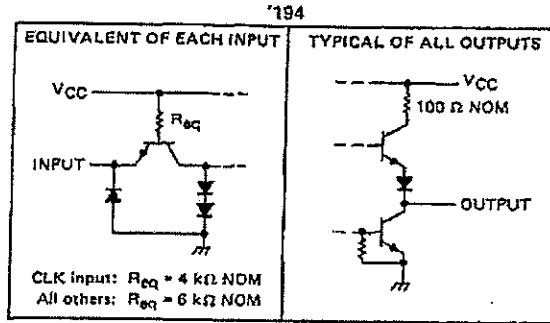 '194
EQUIVALENT OF EACH INPUT
VCC
Req
INPUT
CLK input: Req = 4 kΩ NOM
All others: Req = 6 kΩ NOM
TYPICAL OF ALL OUTPUTS
VCC
100 Ω NOM
OUTPUT